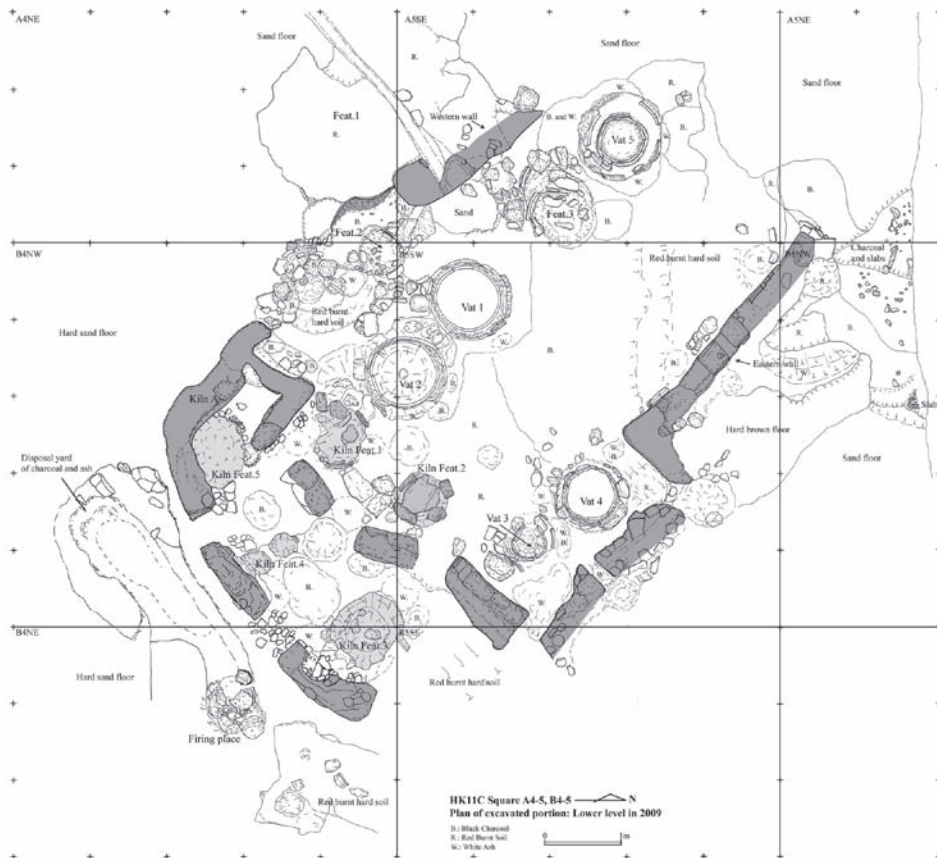 A4NE
A5SE
A5NE
Sand floor
Sand floor
Sand floor
R.
R.
Feat.1
R.
Western wall
B. and W.
W.
Vat 5
W.
B.
W.
R.
B.
B.
Sand
Feat.3
B.
Feat.2
B4NW
B5SW
B5NW
Red burnt hard soil
B.
Charcoal
and slabs
W.
Red burnt
hard soil
Vat 1
Hard sand floor
R.
R.
B.
W.
B.
B.
B.
Eastern wall
W.
Vat 2
Kiln A
Slab
Kiln Feat.1
Hard brown floor
Sand floor
Disposal yard
of charcoal and ash
Kiln Feat.5
Kiln Feat.2
W.
R.
R.
Vat 4
B.
W.
Vat 3
W.
B.
Kiln Feat.4
B.
B.
W.
W.
W.
B4NE
B5SE
W.
Kiln Feat.3
Hard sand floor
Red burnt hard soil
Firing place
Red burnt hard soil
HK11C Square A4-5, B4-5 N
Plan of excavated portion: Lower level in 2009
B.: Black Charcoal
R.: Red Burnt Soil
W.: White Ash
0 m